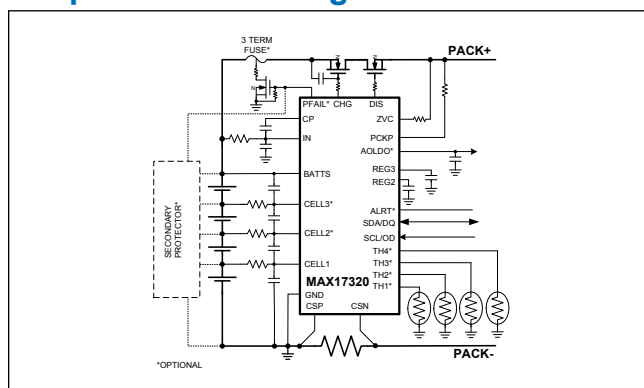 3 TERM
FUSE*
PACK+
N
N
N
PFAIL* CHG DIS
CP
ZVC
IN
PCKP
AOLDO*
BATTS
REG3
REG2
CELL3*
ALRT*
SDA/DQ
CELL2*
SCL/OD
TH4*
CELL1
TH3*
MAX17320
TH2*
GND
TH1*
CSP CSN
SECONDARY
PROTECTOR*
*OPTIONAL
PACK-